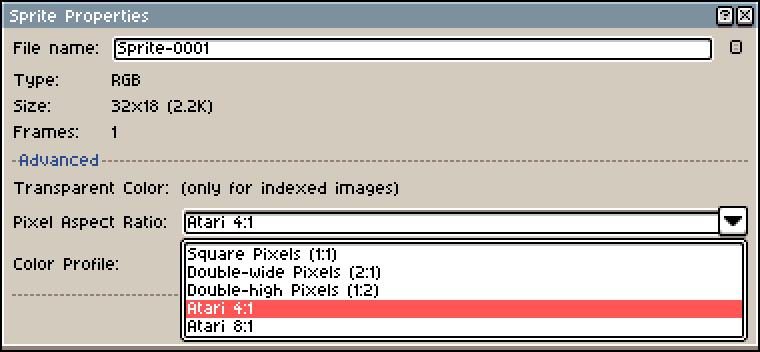 Sprite Properties
File name: Sprite-0001
Type: RGB
Size: 32x18 (2.2K)
Frames: 1
Advanced
Transparent Color: (only for indexed images)
Pixel Aspect Ratio: Atari 4:1
Color Profile:
Square Pixels (1:1)
Double-wide Pixels (2:1)
Double-high Pixels (1:2)
Atari 4:1
Atari 8:1